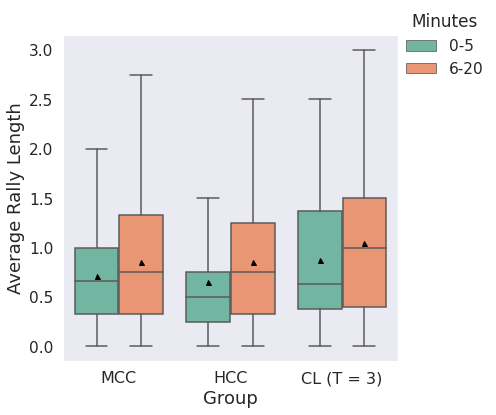 Minutes
0-5
6-20
Average Rally Length
3.0
2.5
2.0
1.5
1.0
0.5
0.0
MCC HCC CL (T = 3)
Group